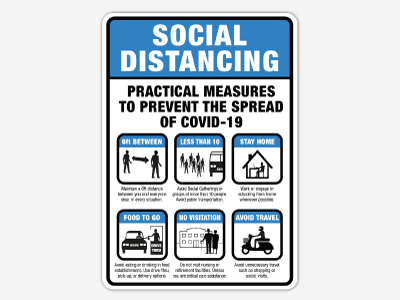 SOCIAL
DISTANCING
PRACTICAL MEASURES
TO PREVENT THE SPREAD
OF COVID-19
6ft BETWEEN
Maintain a 6ft distance
between you and everyone
else, in every situation.
LESS THAN 10
Avoid Social Gatherings in
groups of more than 10 people.
Avoid public transportation.
STAY HOME
Work or engage in
schooling from home
whenever possible.
FOOD TO GO
Avoid eating or drinking in food
establishments. Use drive thru,
pick-up, or delivery options.
NO VISITATION
Do not visit nursing or
retirement facilities. Unless
you are critical care assistance.
AVOID TRAVEL
Avoid unnecessary travel
such as shopping or
social visits.